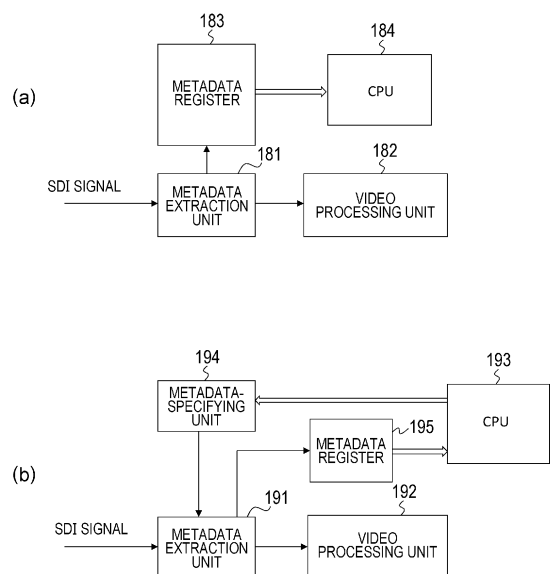 183
184
(a)
METADATA
REGISTER
CPU
181
182
SDI SIGNAL
METADATA
EXTRACTION
UNIT
VIDEO
PROCESSING UNIT
194
193
METADATA-
SPECIFYING
UNIT
CPU
195
METADATA
REGISTER
(b)
191
192
SDI SIGNAL
METADATA
EXTRACTION
UNIT
VIDEO
PROCESSING UNIT